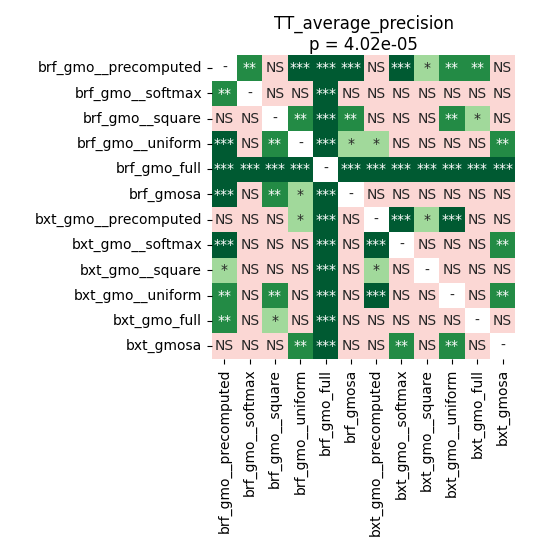 TT_average_precision
p = 4.02e-05
brf_gmo__precomputed - ** NS *** *** *** NS *** * ** ** NS
brf_gmo__softmax ** - NS NS *** NS NS NS NS NS NS NS
brf_gmo__square NS NS - ** *** ** NS NS NS ** * NS
brf_gmo__uniform *** NS ** - *** * * NS NS NS NS **
brf_gmo_full *** *** *** *** - *** *** *** *** *** *** ***
brf_gmosa *** NS ** * *** - NS NS NS NS NS NS
bxt_gmo__precomputed NS NS NS * *** NS - *** * *** NS NS
bxt_gmo__softmax *** NS NS NS *** NS *** - NS NS NS **
bxt_gmo__square * NS NS NS *** NS * NS - NS NS NS
bxt_gmo__uniform ** NS ** NS *** NS *** NS NS - NS **
bxt_gmo_full ** NS * NS *** NS NS NS NS NS - NS
bxt_gmosa NS NS NS ** *** NS NS ** NS ** NS -
brf_gmo__precomputed
brf_gmo__softmax
brf_gmo__square
brf_gmo__uniform
brf_gmo_full
brf_gmosa
bxt_gmo__precomputed
bxt_gmo__softmax
bxt_gmo__square
bxt_gmo__uniform
bxt_gmo_full
bxt_gmosa